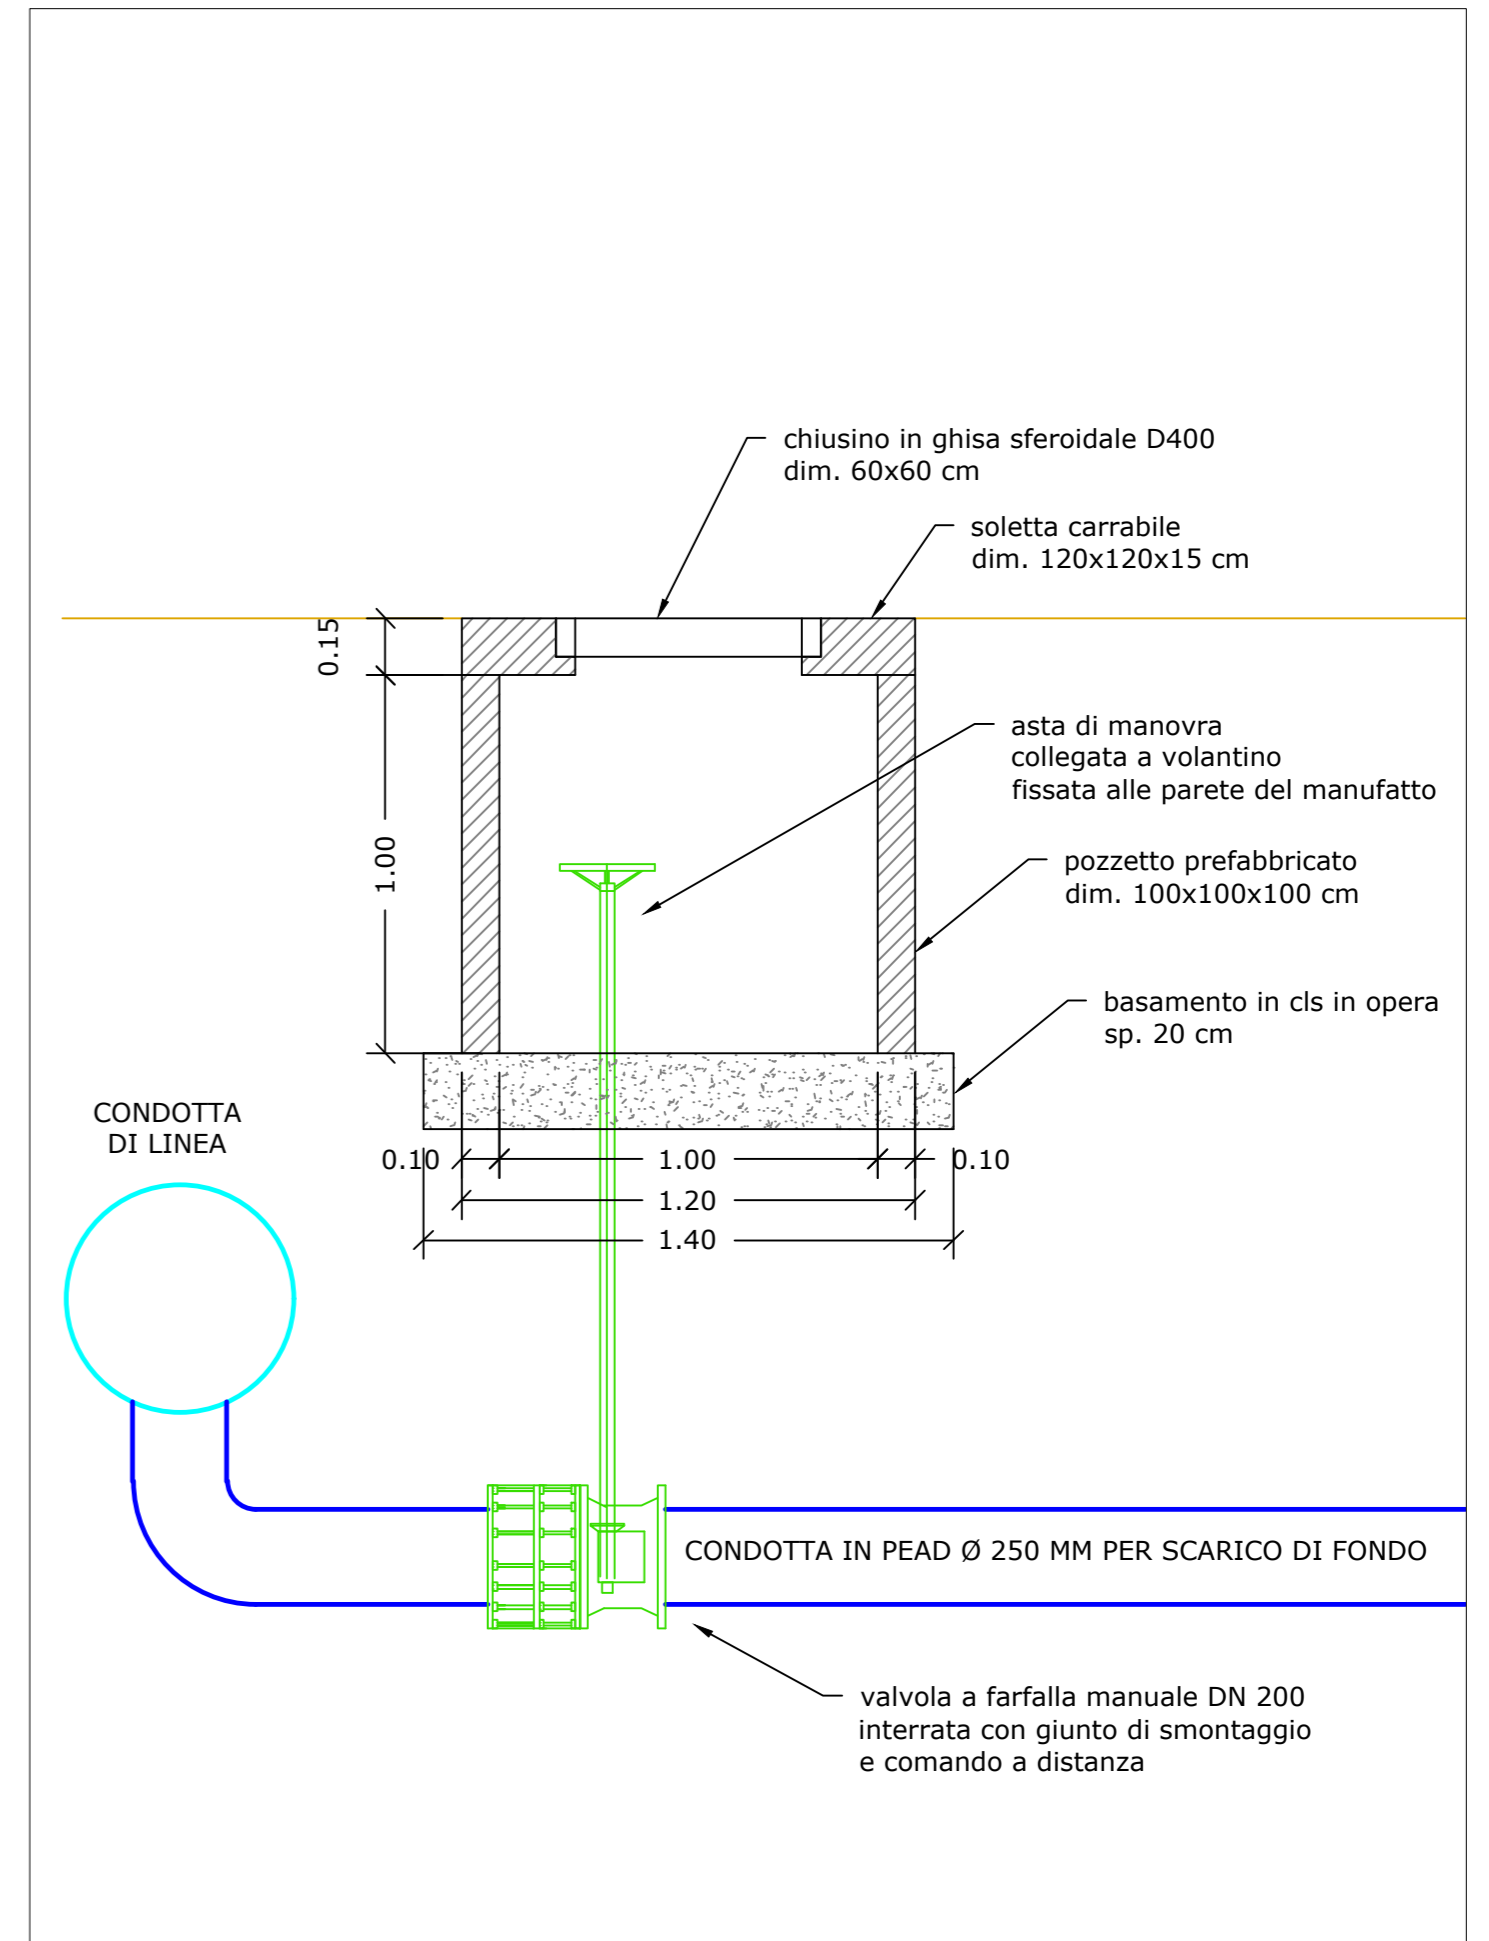 chiusino in ghisa sferoidale D400
dim. 60x60 cm
soletta carrabile
dim. 120x120x15 cm
0.15
asta di manovra
collegata a volantino
fissata alle parete del manufatto
1.00
pozzetto prefabbricato
dim. 100x100x100 cm
basamento in cls in opera
sp. 20 cm
CONDOTTA
DI LINEA
0.10 1.00 0.10
1.20
1.40
CONDOTTA IN PEAD Ø 250 MM PER SCARICO DI FONDO
valvola a farfalla manuale DN 200
interrata con giunto di smontaggio
e comando a distanza